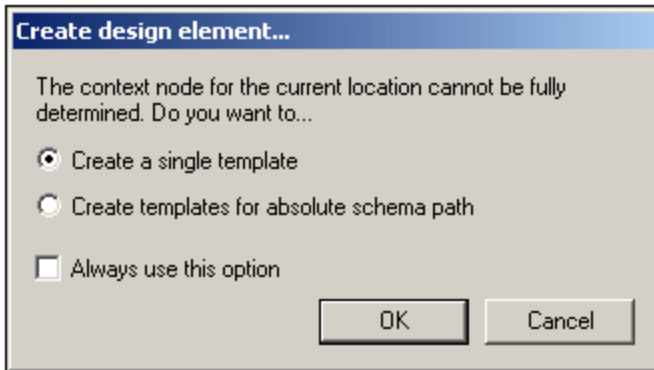 Create design element...
The context node for the current location cannot be fully
determined. Do you want to...
Create a single template
Create templates for absolute schema path
Always use this option
OK Cancel